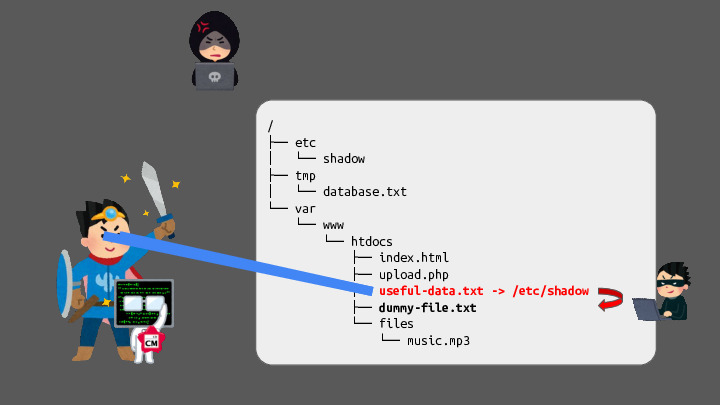 /
├── etc
│   └── shadow
├── tmp
│   └── database.txt
└── var
    └── www
        └── htdocs
            ├── index.html
            ├── upload.php
            ├── useful-data.txt -> /etc/shadow
            ├── dummy-file.txt
            └── files
                └── music.mp3
CM